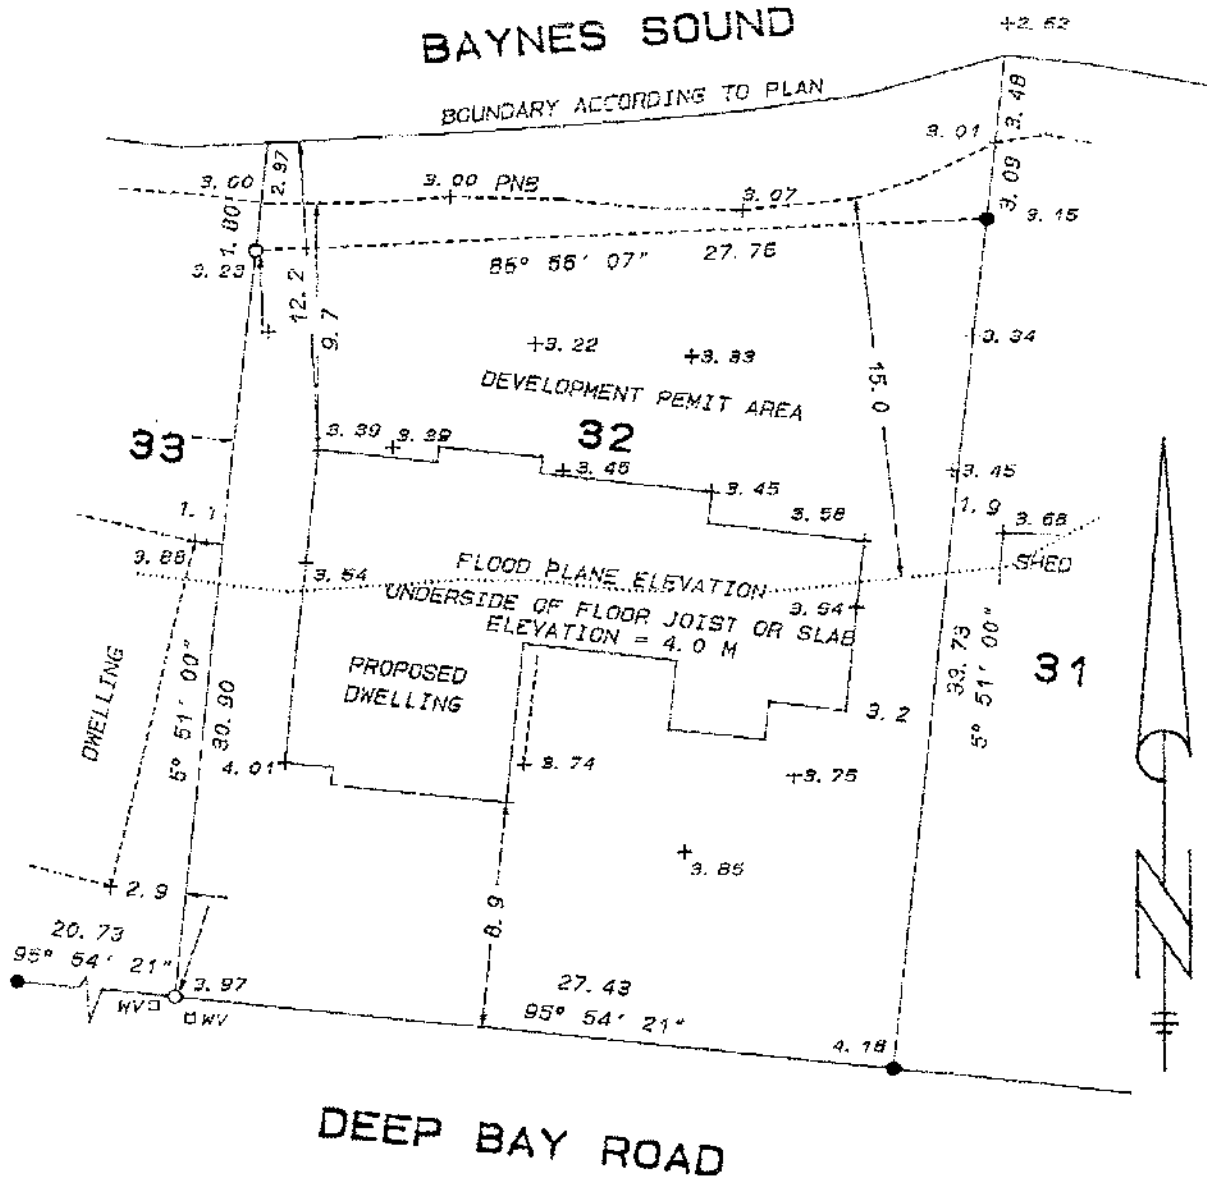 BAYNES SOUND
+2.62
BOUNDARY ACCORDING TO PLAN
3.48
3.01
2.97
3.00
3.00 PNB
3.07
3.09
3.15
1.80
3.23
85° 55' 07" 27.76
12.2
9.7
3.22
3.33
3.34
15.0
DEVELOPMENT PEMIT AREA
33
32
3.39
3.39
3.45
3.45
3.45
3.58
1.9
3.68
1.1
3.88
3.54
FLOOD PLANE ELEVATION
SHED
UNDERSIDE OF FLOOR JOIST OR SLAB
3.54
ELEVATION = 4.0 M
PROPOSED
DWELLING
DWELLING
5° 51' 00"
30.90
33.73
5° 51' 00"
31
3.2
4.01
3.74
3.75
3.85
2.9
8.9
20.73
95° 54' 21"
3.97
WV
WV
27.43
95° 54' 21"
4.18
N
DEEP BAY ROAD